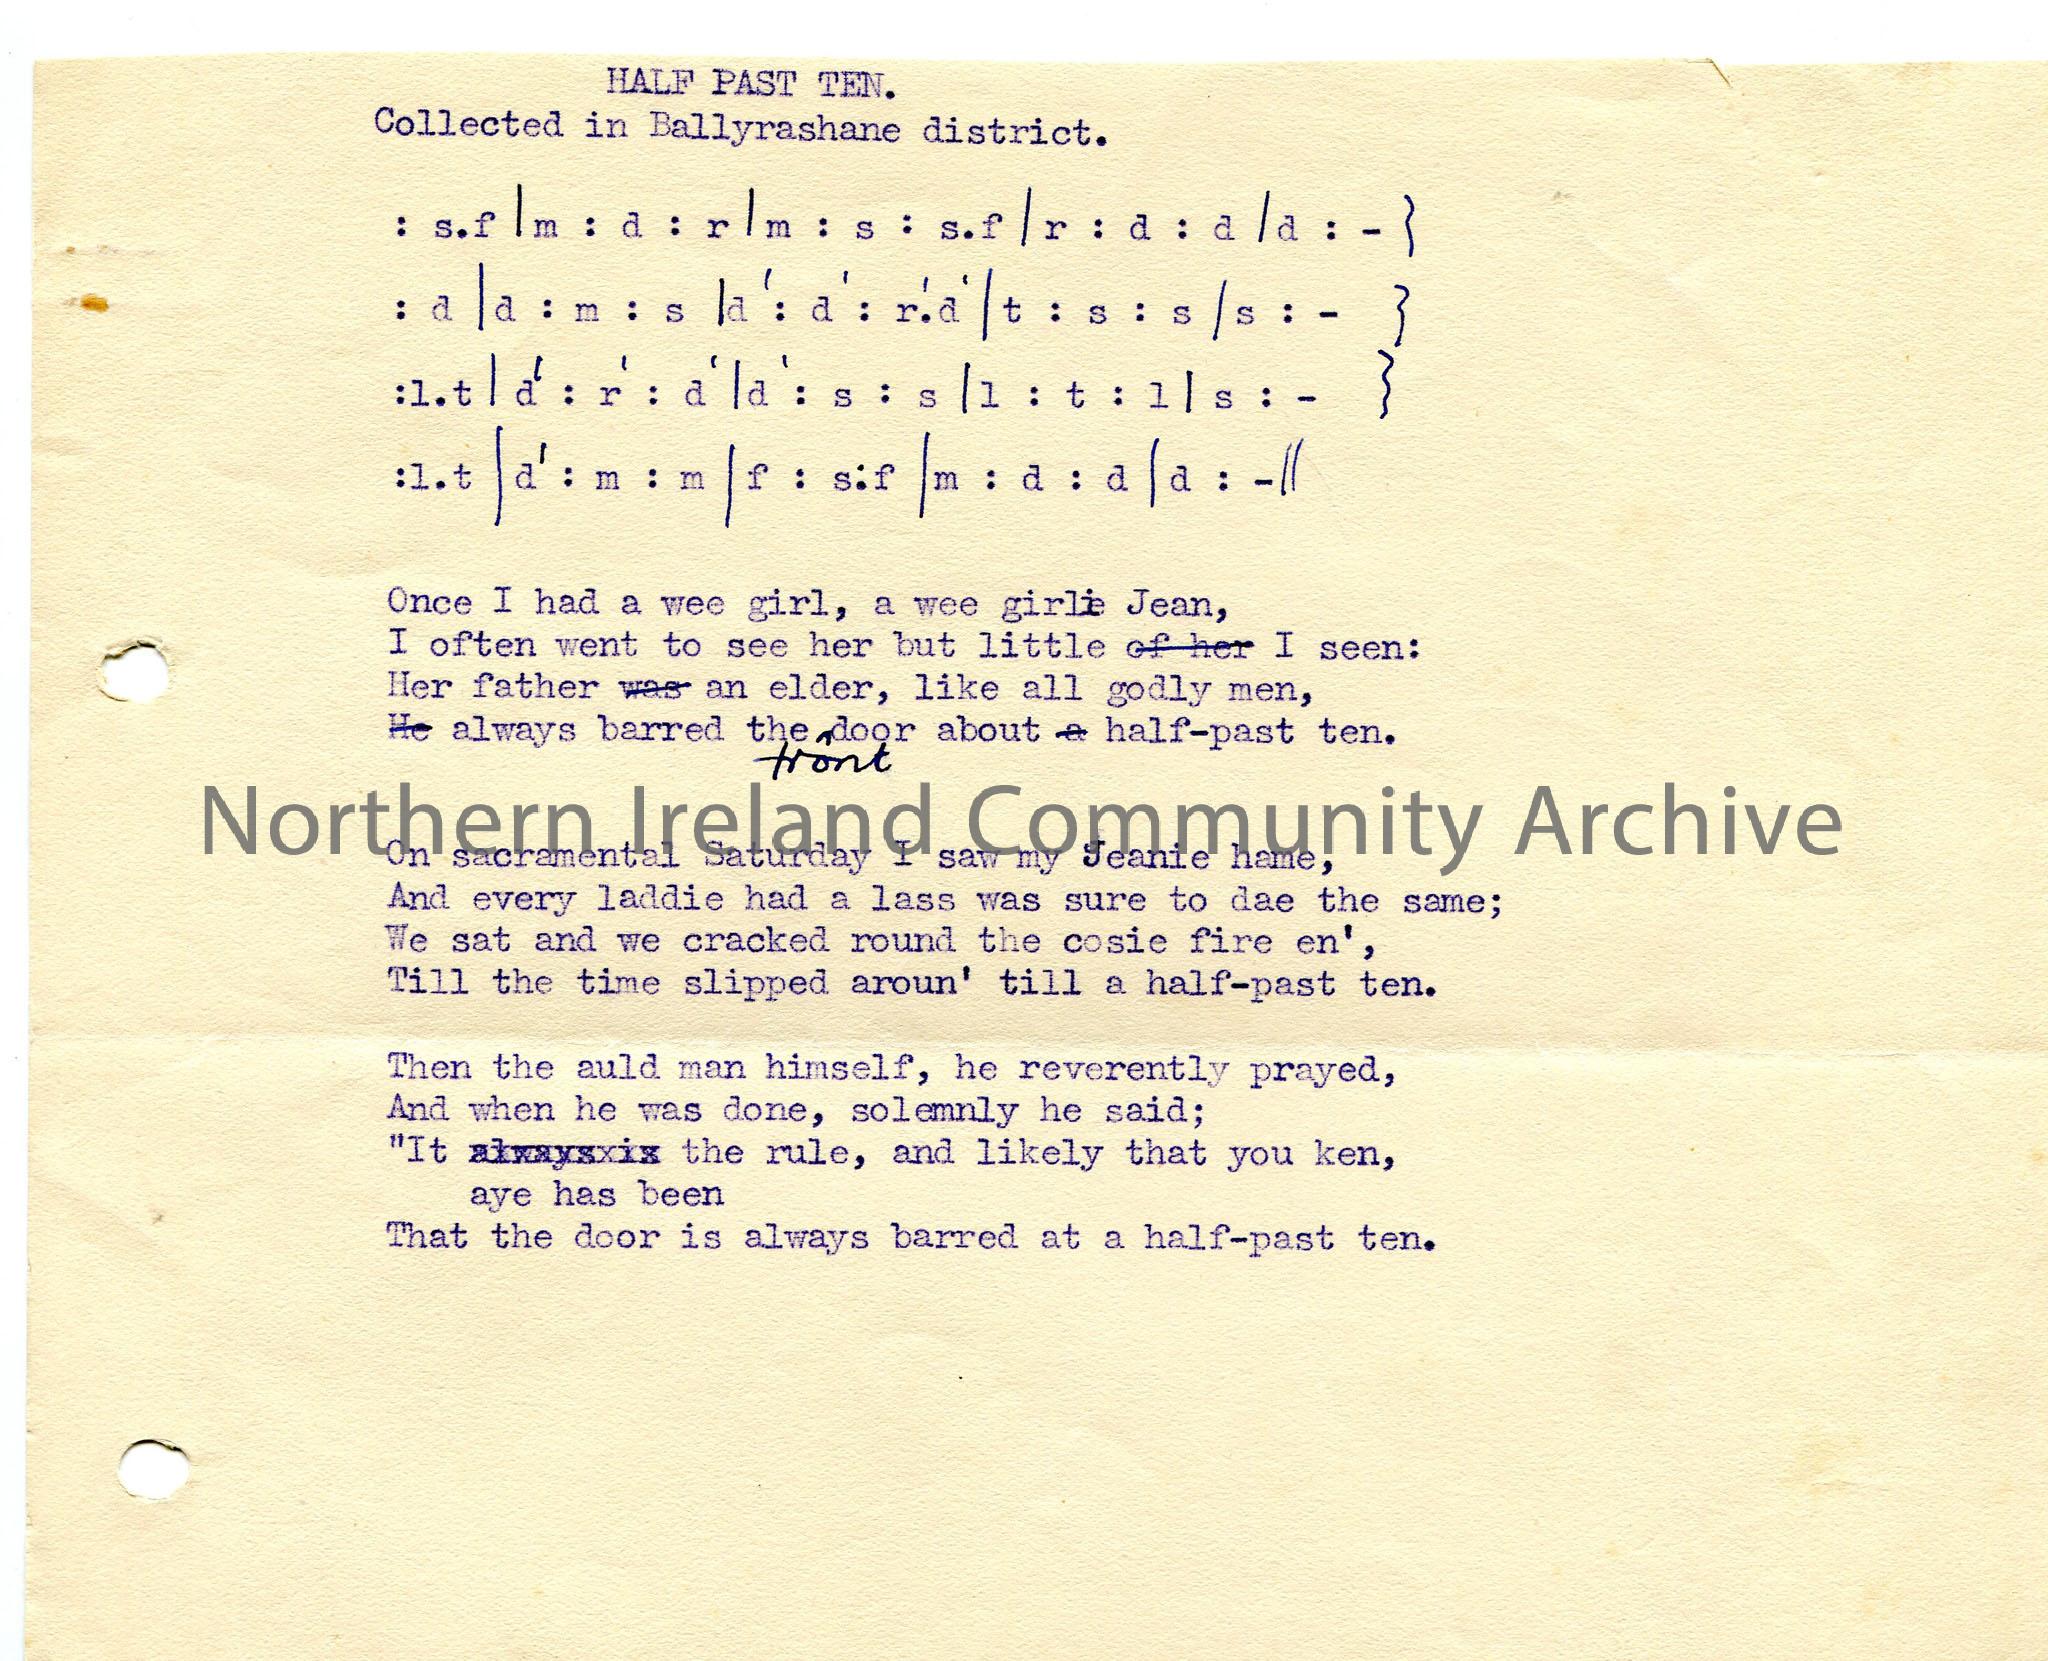 HALF PAST TEN.
Collected in Ballyrashane district.
: s.f | m : d : r | m : s : s.f / r : d : d / d : - }
: d | d : m : s | d' : d' : r'.d' | t : s : s / s : - }
:l.t | d' : r' : d' | d' : s : s | l : t : l | s : - }
:l.t | d' : m : m / f : s:f / m : d : d / d : - //
Once I had a wee girl, a wee girlie Jean,
I often went to see her but little of her I seen:
Her father was an elder, like all godly men,
He always barred the door about a half-past ten.
front
Northern Ireland Community Archive
On sacramental Saturday I saw my Jeanie hame,
And every laddie had a lass was sure to dae the same;
We sat and we cracked round the cosie fire en',
Till the time slipped aroun' till a half-past ten.
Then the auld man himself, he reverently prayed,
And when he was done, solemnly he said;
"It always is the rule, and likely that you ken,
aye has been
That the door is always barred at a half-past ten.